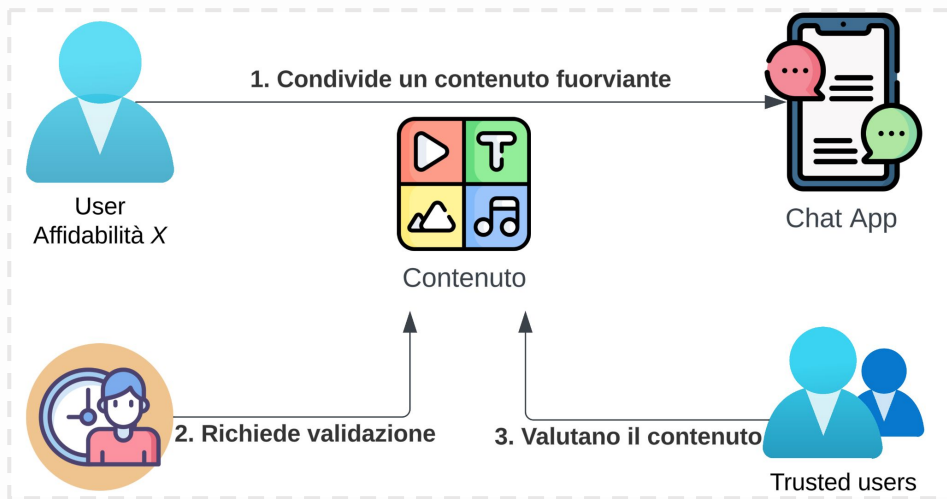 1. Condivide un contenuto fuorviante
T
User
Affidabilità X
Chat App
Contenuto
2. Richiede validazione
3. Valutano il contenuto
Trusted users